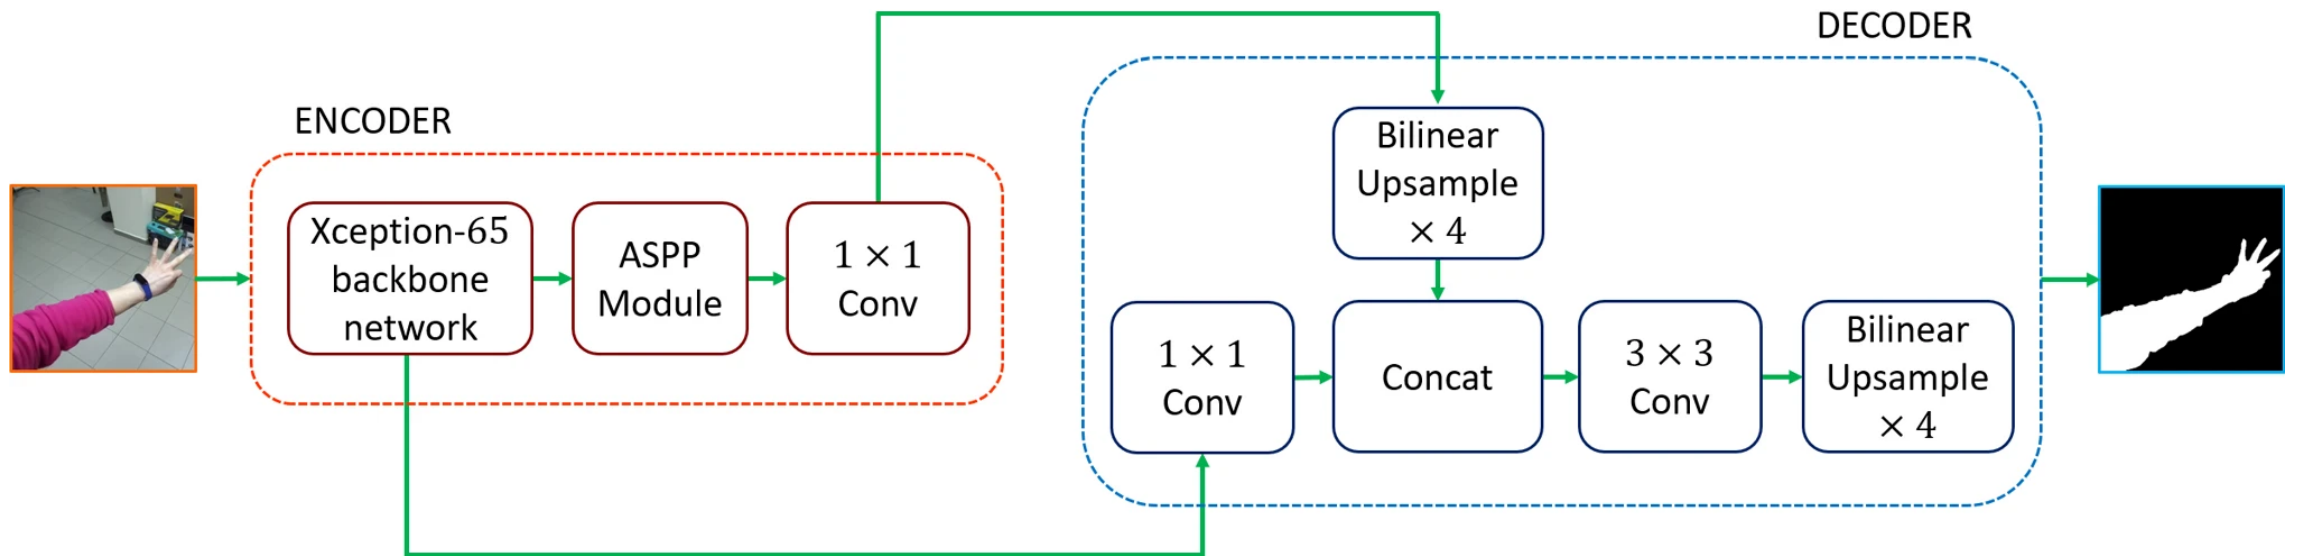 DECODER
ENCODER
Xception-65
backbone
network
ASPP
Module
1 × 1
Conv
Bilinear
Upsample
× 4
1 × 1
Conv
Concat
3 × 3
Conv
Bilinear
Upsample
× 4